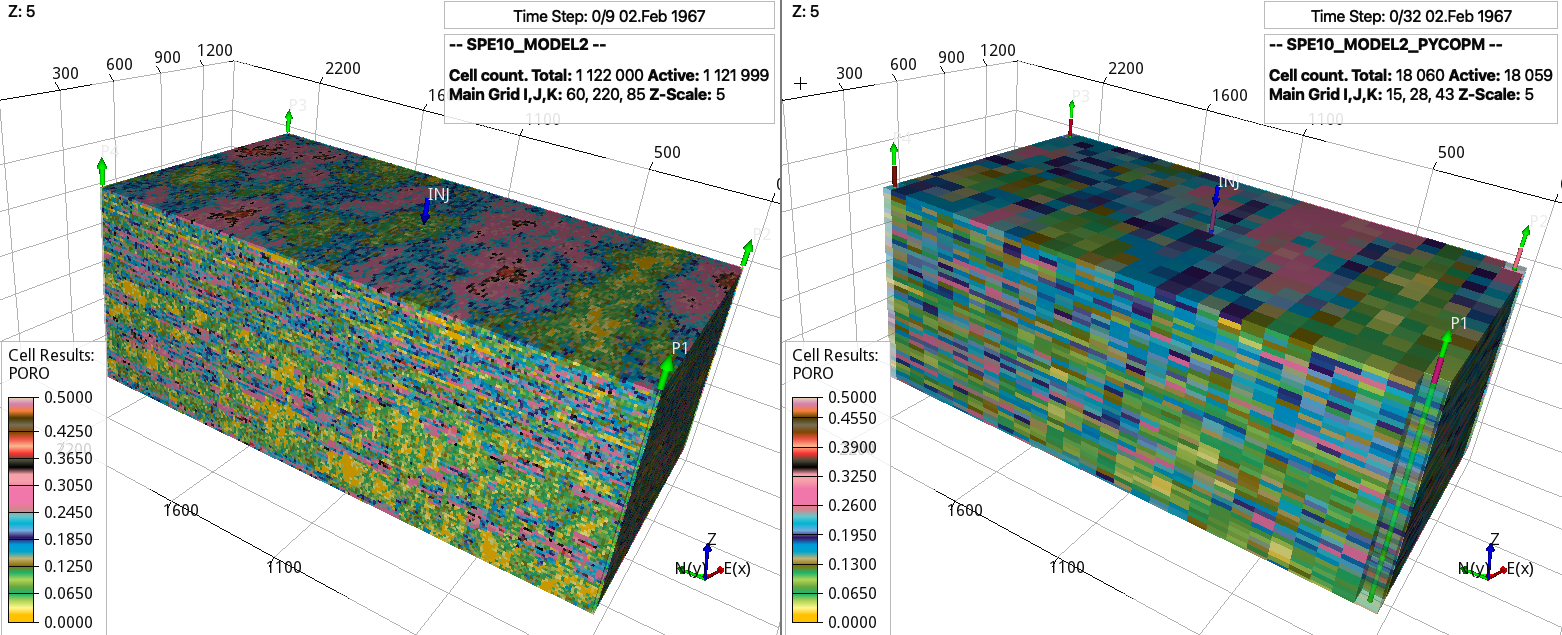 Z: 5
Time Step: 0/9 02.Feb 1967
-- SPE10_MODEL2 --
Cell count. Total: 1 122 000 Active: 1 121 999
Main Grid I,J,K: 60, 220, 85 Z-Scale: 5
300
600
900
1200
2200
16
1100
500
P3
P4
INJ
P2
P1
Cell Results:
PORO
0.5000
0.4250
0.3650
0.3050
0.2450
0.1850
0.1250
0.0650
0.0000
2200
1600
1100
Z
N(y)
E(x)
Z: 5
Time Step: 0/32 02.Feb 1967
-- SPE10_MODEL2_PYCOPM --
Cell count. Total: 18 060 Active: 18 059
Main Grid I,J,K: 15, 28, 43 Z-Scale: 5
300
600
900
1200
2200
1600
1100
500
P3
INJ
P2
P1
Cell Results:
PORO
0.5000
0.4550
0.3900
0.3250
0.2600
0.1950
0.1300
0.0650
0.0000
1600
1100
Z
N(y)
E(x)